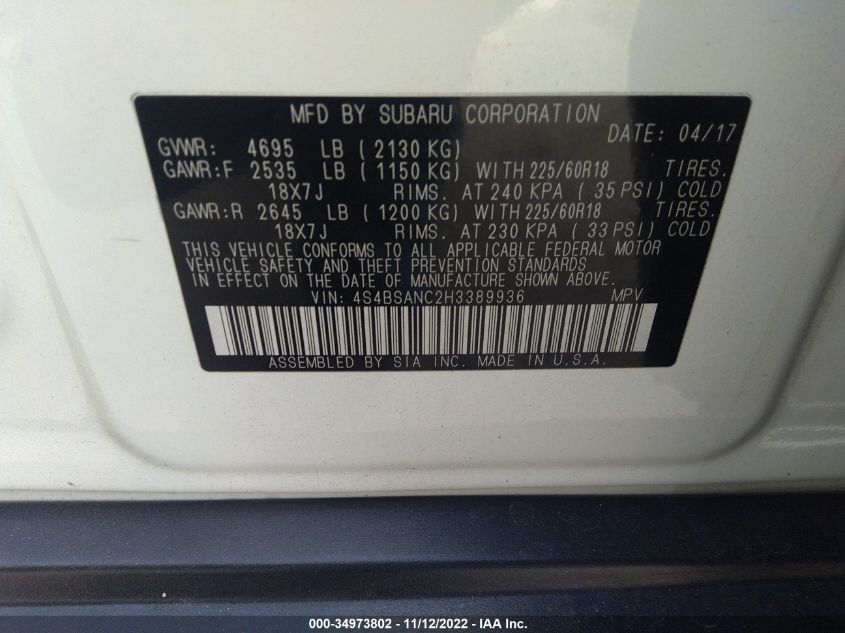 MFD BY SUBARU CORPORATION
DATE: 04/17
GVWR: 4695 LB (2130 KG)
GAWR:F 2535 LB (1150 KG) WITH 225/60R18 TIRES.
18X7J RIMS. AT 240 KPA (35 PSI) COLD
GAWR:R 2645 LB (1200 KG) WITH 225/60R18 TIRES.
18X7J RIMS. AT 230 KPA (33 PSI) COLD
THIS VEHICLE CONFORMS TO ALL APPLICABLE FEDERAL MOTOR
VEHICLE SAFETY AND THEFT PREVENTION STANDARDS
IN EFFECT ON THE DATE OF MANUFACTURE SHOWN ABOVE.
VIN: 4S4BSANC2H3389936 MPV
ASSEMBLED BY SIA INC. MADE IN U.S.A.
000-34973802 - 11/12/2022 - IAA Inc.